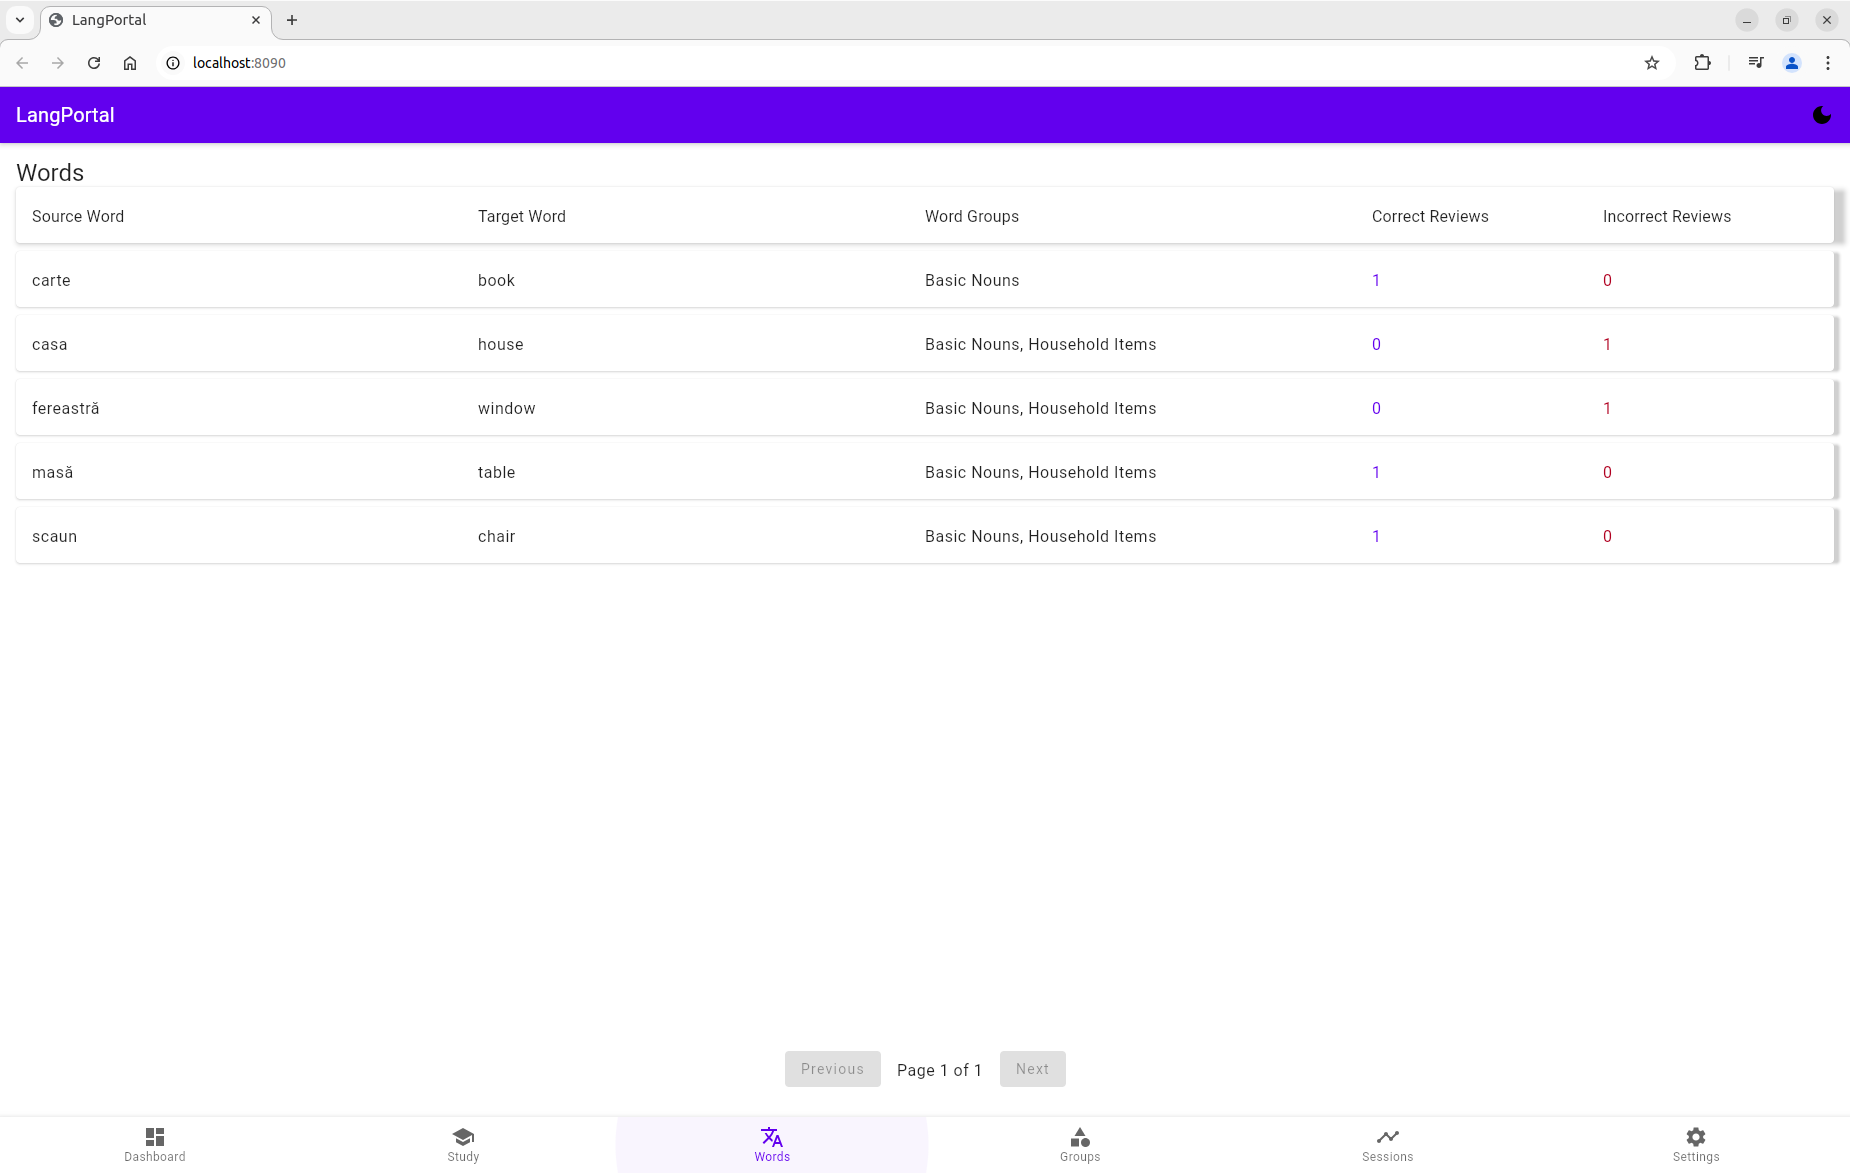 LangPortal
localhost:8090
LangPortal
Words
Source Word Target Word Word Groups Correct Reviews Incorrect Reviews
carte book Basic Nouns 1 0
casa house Basic Nouns, Household Items 0 1
fereastră window Basic Nouns, Household Items 0 1
masă table Basic Nouns, Household Items 1 0
scaun chair Basic Nouns, Household Items 1 0
Previous Page 1 of 1 Next
Dashboard Study Words Groups Sessions Settings